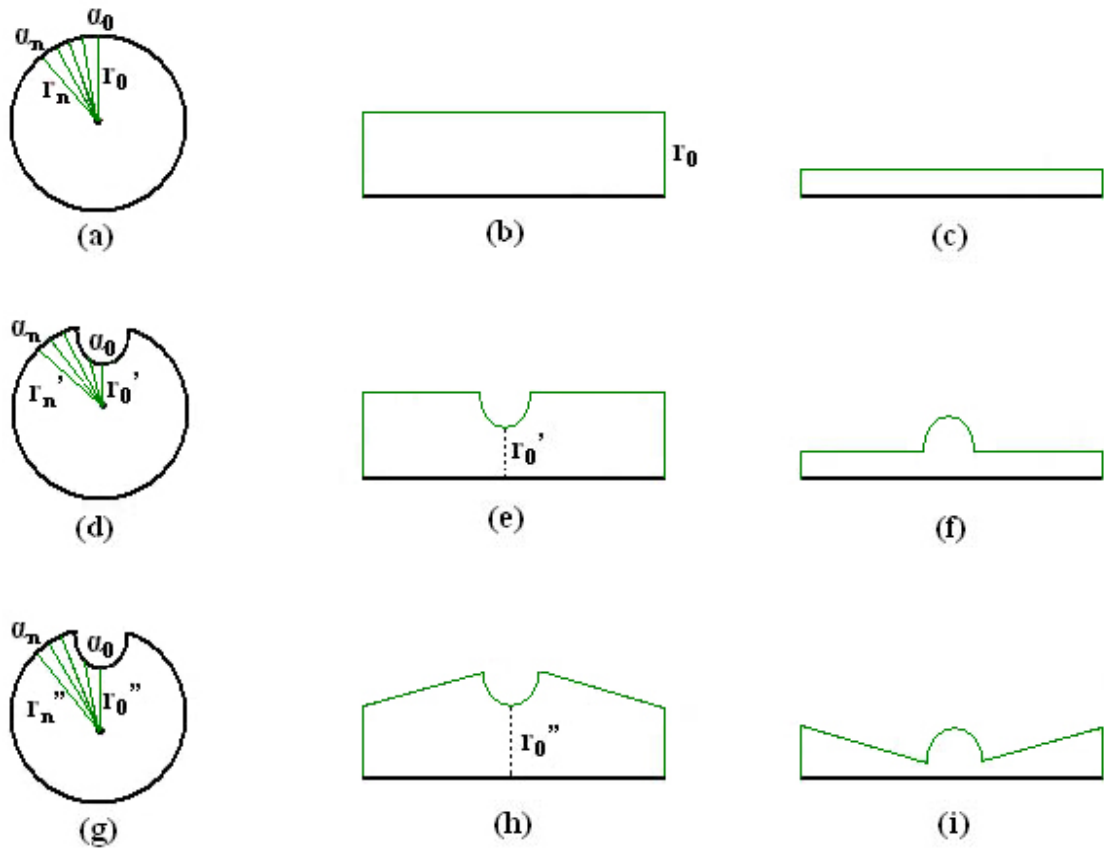 α₀
αₙ
r₀
rₙ
r₀
(a)
(b)
(c)
αₙ
α₀
rₙ'
r₀'
r₀'
(d)
(e)
(f)
αₙ
α₀
rₙ"
r₀"
r₀"
(g)
(h)
(i)